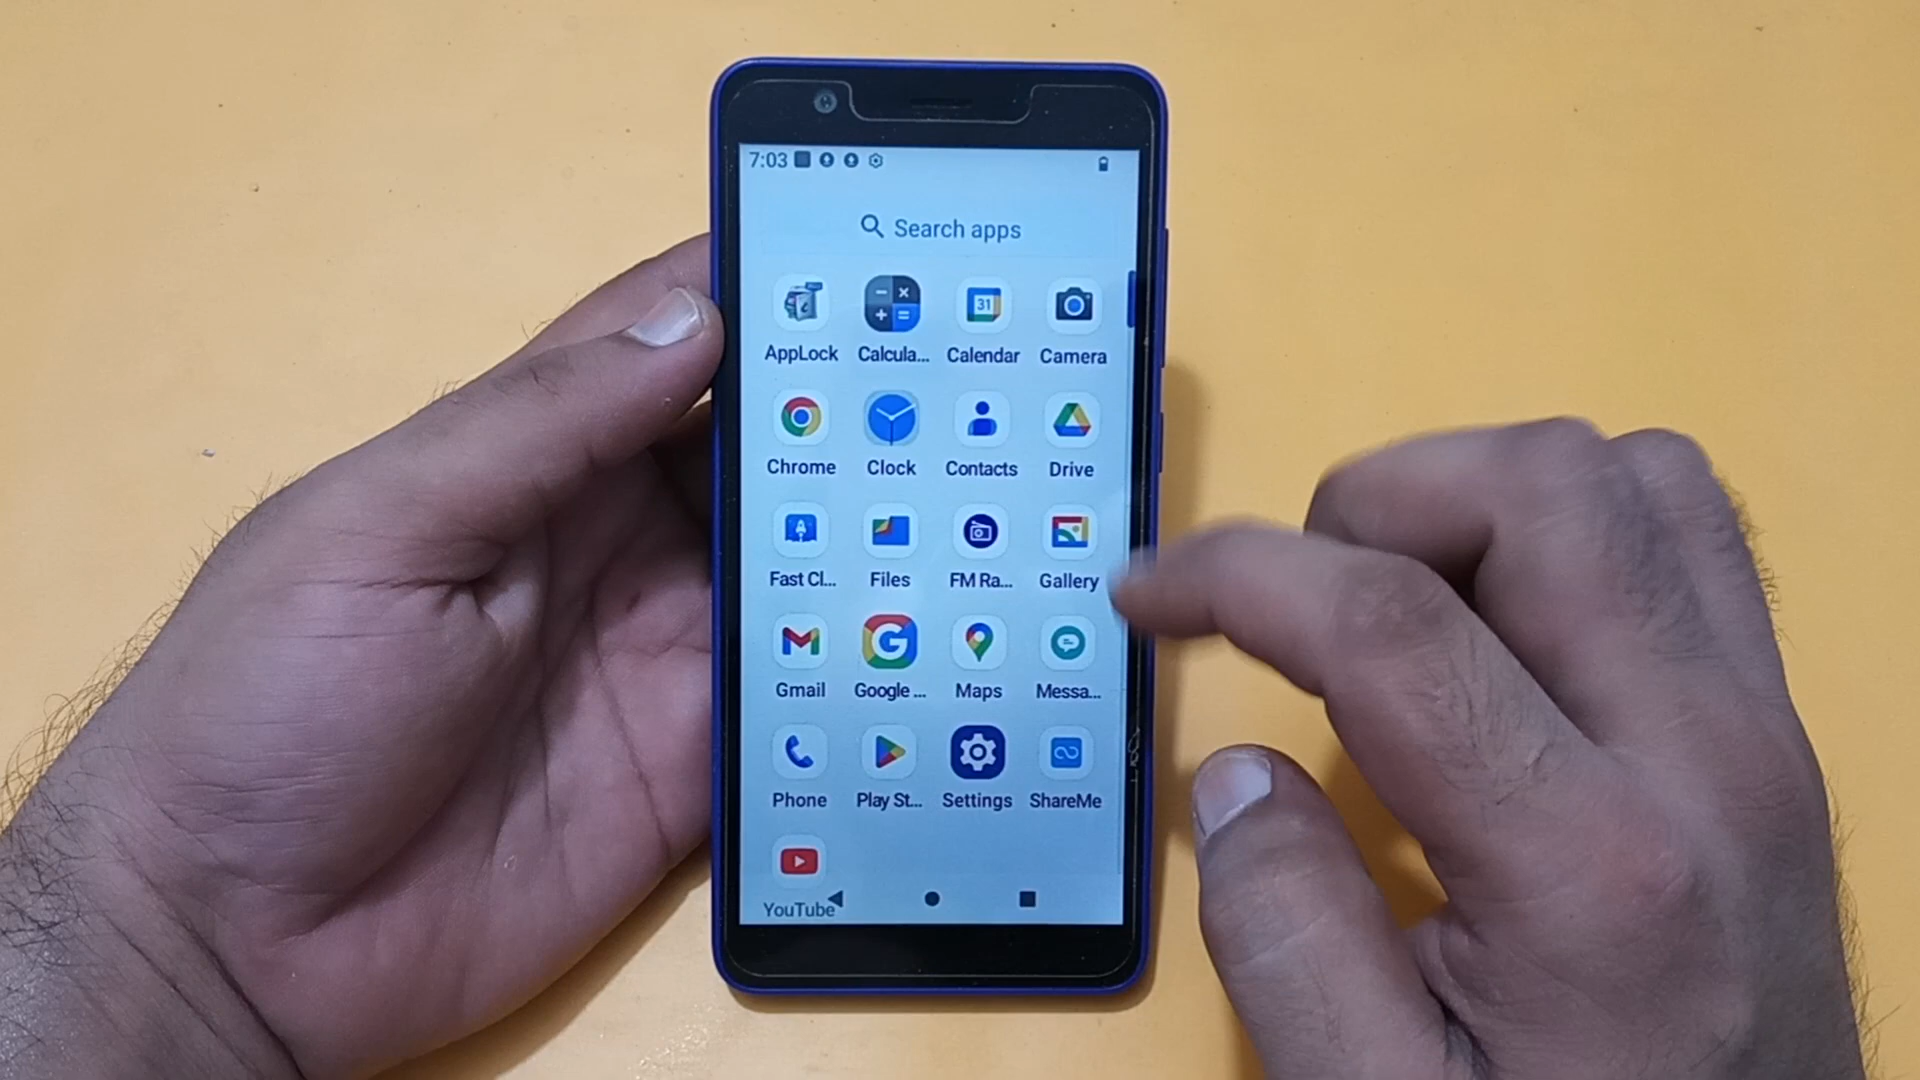 7:03
Search apps
AppLock Calcula... Calendar Camera
31
Chrome Clock Contacts Drive
Fast Cl... Files FM Ra... Gallery
Gmail Google ... Maps Messa...
Phone Play St... Settings ShareMe
YouTube